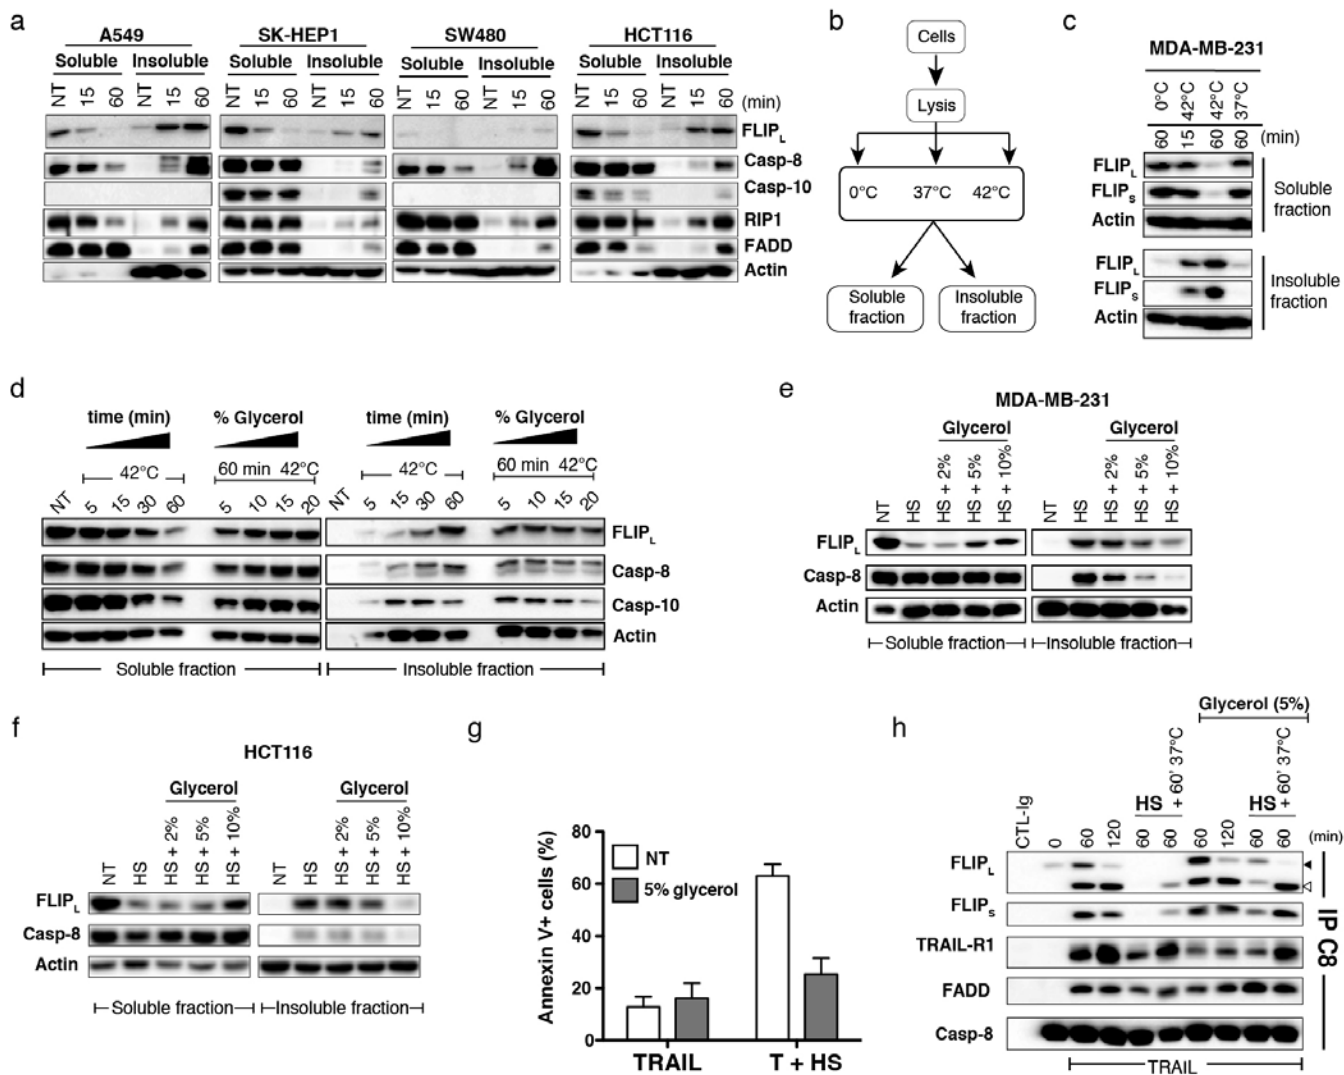 a
A549 SK-HEP1 SW480 HCT116
Soluble Insoluble Soluble Insoluble Soluble Insoluble Soluble Insoluble
NT 15 60 NT 15 60 NT 15 60 NT 15 60 NT 15 60 NT 15 60 NT 15 60 NT 15 60 (min)
FLIPL
Casp-8
Casp-10
RIP1
FADD
Actin
b
Cells
Lysis
0°C 37°C 42°C
Soluble fraction
Insoluble fraction
c
MDA-MB-231
0°C 42°C 42°C 37°C
60 15 60 60 (min)
FLIPL
FLIPS
Actin
Soluble fraction
FLIPL
FLIPS
Actin
Insoluble fraction
d
time (min) % Glycerol time (min) % Glycerol
42°C 60 min 42°C 42°C 60 min 42°C
NT 5 15 30 60 5 10 15 20 NT 5 15 30 60 5 10 15 20
FLIPL
Casp-8
Casp-10
Actin
Soluble fraction Insoluble fraction
e
MDA-MB-231
Glycerol Glycerol
NT HS HS + 2% HS + 5% HS + 10% NT HS HS + 2% HS + 5% HS + 10%
FLIPL
Casp-8
Actin
Soluble fraction Insoluble fraction
f
HCT116
Glycerol Glycerol
NT HS HS + 2% HS + 5% HS + 10% NT HS HS + 2% HS + 5% HS + 10%
FLIPL
Casp-8
Actin
Soluble fraction Insoluble fraction
g
Annexin V+ cells (%)
80
60
40
20
0
NT
5% glycerol
TRAIL T + HS
h
Glycerol (5%)
HS + 60' 37°C HS + 60' 37°C
CTL-Ig 0 60 120 60 60 60 120 60 60 (min)
FLIPL
FLIPS
TRAIL-R1
FADD
Casp-8
IP C8
TRAIL